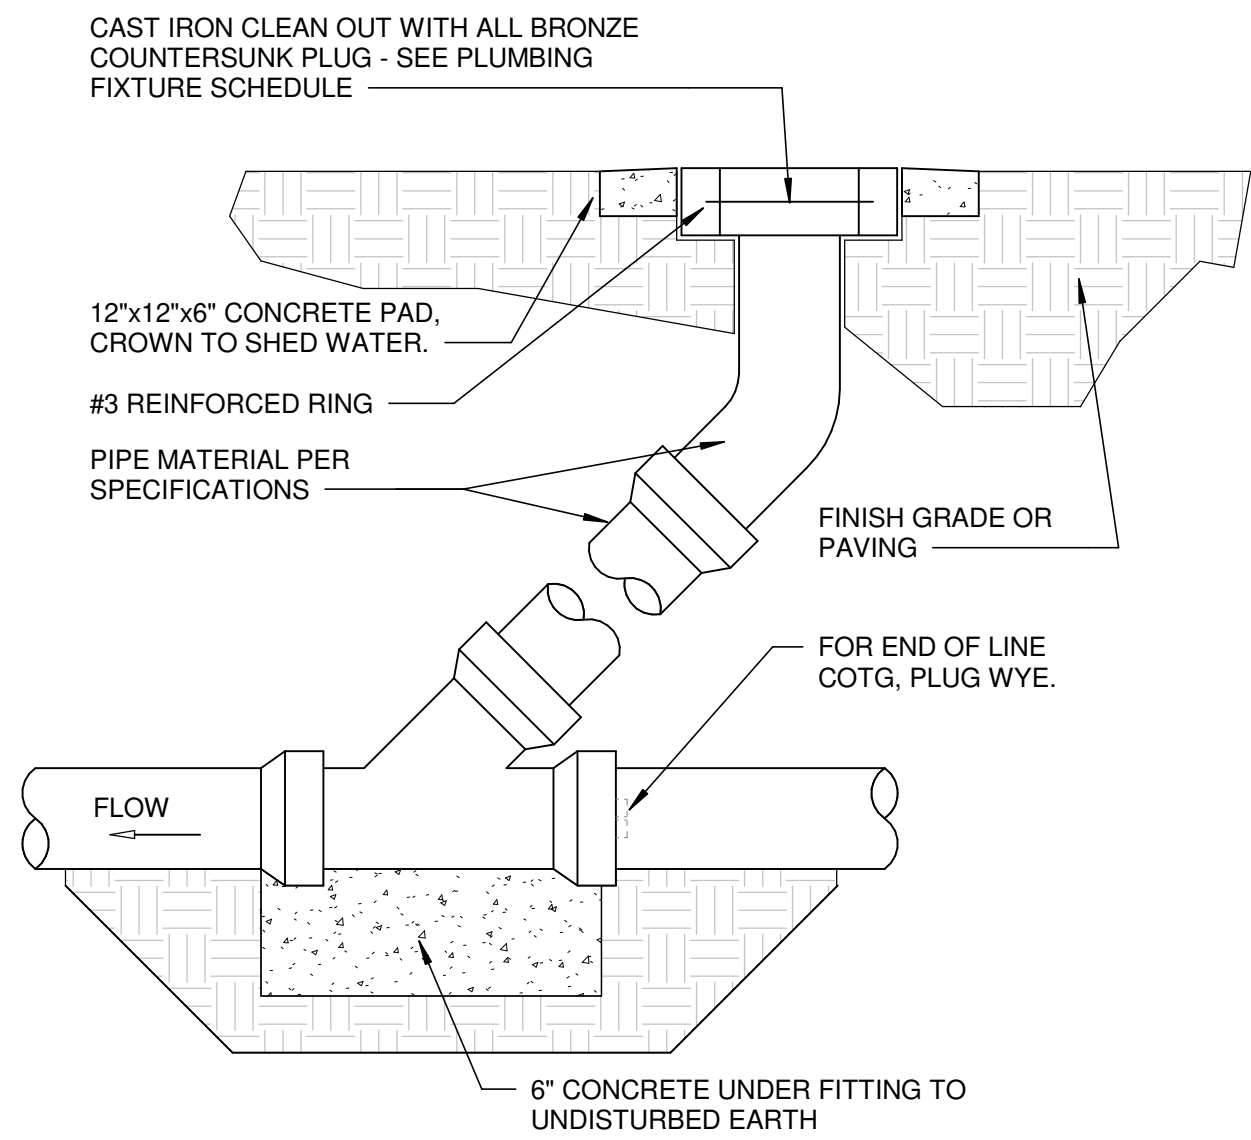 CAST IRON CLEAN OUT WITH ALL BRONZE
COUNTERSUNK PLUG - SEE PLUMBING
FIXTURE SCHEDULE
12"x12"x6" CONCRETE PAD,
CROWN TO SHED WATER.
#3 REINFORCED RING
PIPE MATERIAL PER
SPECIFICATIONS
FINISH GRADE OR
PAVING
FOR END OF LINE
COTG, PLUG WYE.
FLOW
6" CONCRETE UNDER FITTING TO
UNDISTURBED EARTH